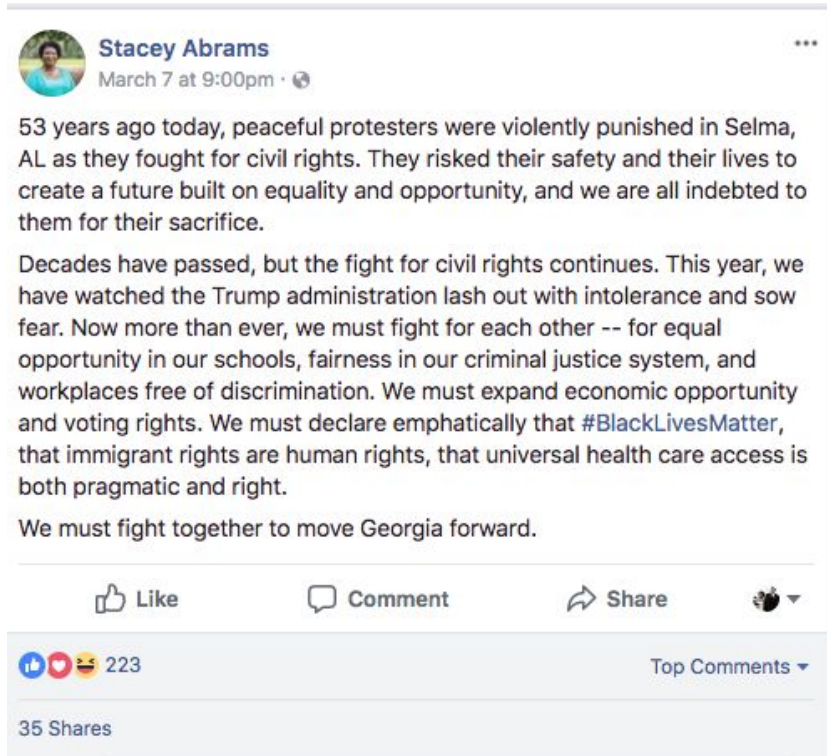 Stacey Abrams
March 7 at 9:00pm ·
53 years ago today, peaceful protesters were violently punished in Selma,
AL as they fought for civil rights. They risked their safety and their lives to
create a future built on equality and opportunity, and we are all indebted to
them for their sacrifice.
Decades have passed, but the fight for civil rights continues. This year, we
have watched the Trump administration lash out with intolerance and sow
fear. Now more than ever, we must fight for each other -- for equal
opportunity in our schools, fairness in our criminal justice system, and
workplaces free of discrimination. We must expand economic opportunity
and voting rights. We must declare emphatically that #BlackLivesMatter,
that immigrant rights are human rights, that universal health care access is
both pragmatic and right.
We must fight together to move Georgia forward.
Like Comment Share
223 Top Comments
35 Shares